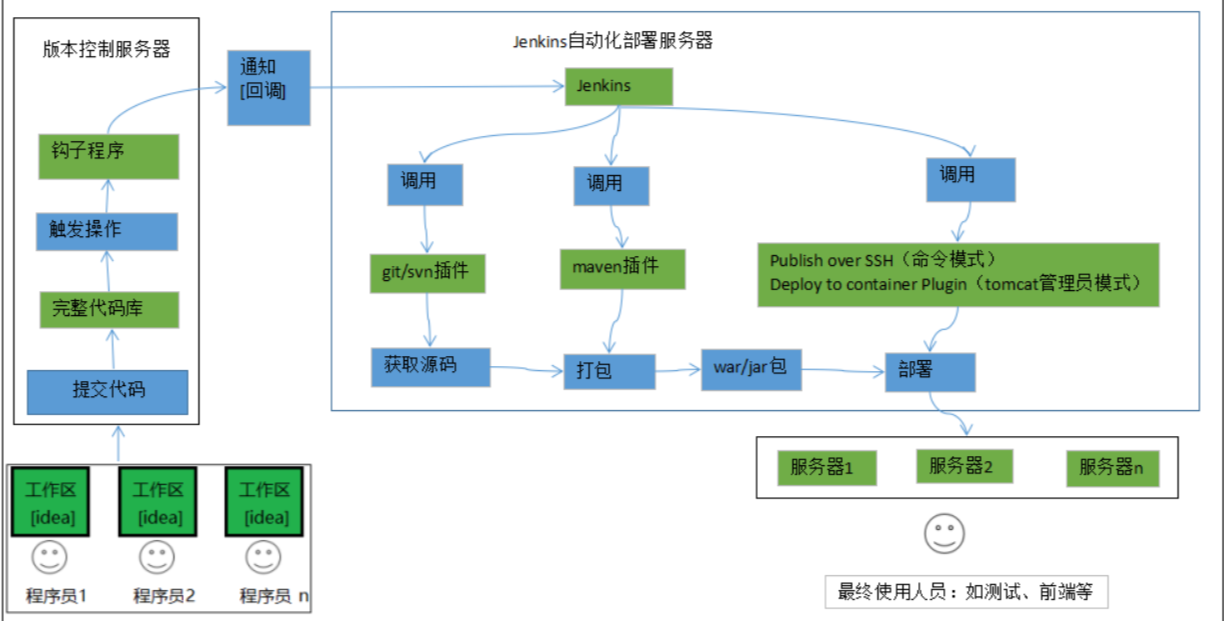 版本控制服务器
Jenkins自动化部署服务器
通知
[回调]
Jenkins
钩子程序
调用
调用
调用
触发操作
git/svn插件
maven插件
Publish over SSH（命令模式）
Deploy to container Plugin（tomcat管理员模式）
完整代码库
获取源码
打包
war/jar包
部署
提交代码
服务器1
服务器2
服务器n
工作区
[idea]
工作区
[idea]
工作区
[idea]
程序员1
程序员2
程序员 n
最终使用人员：如测试、前端等